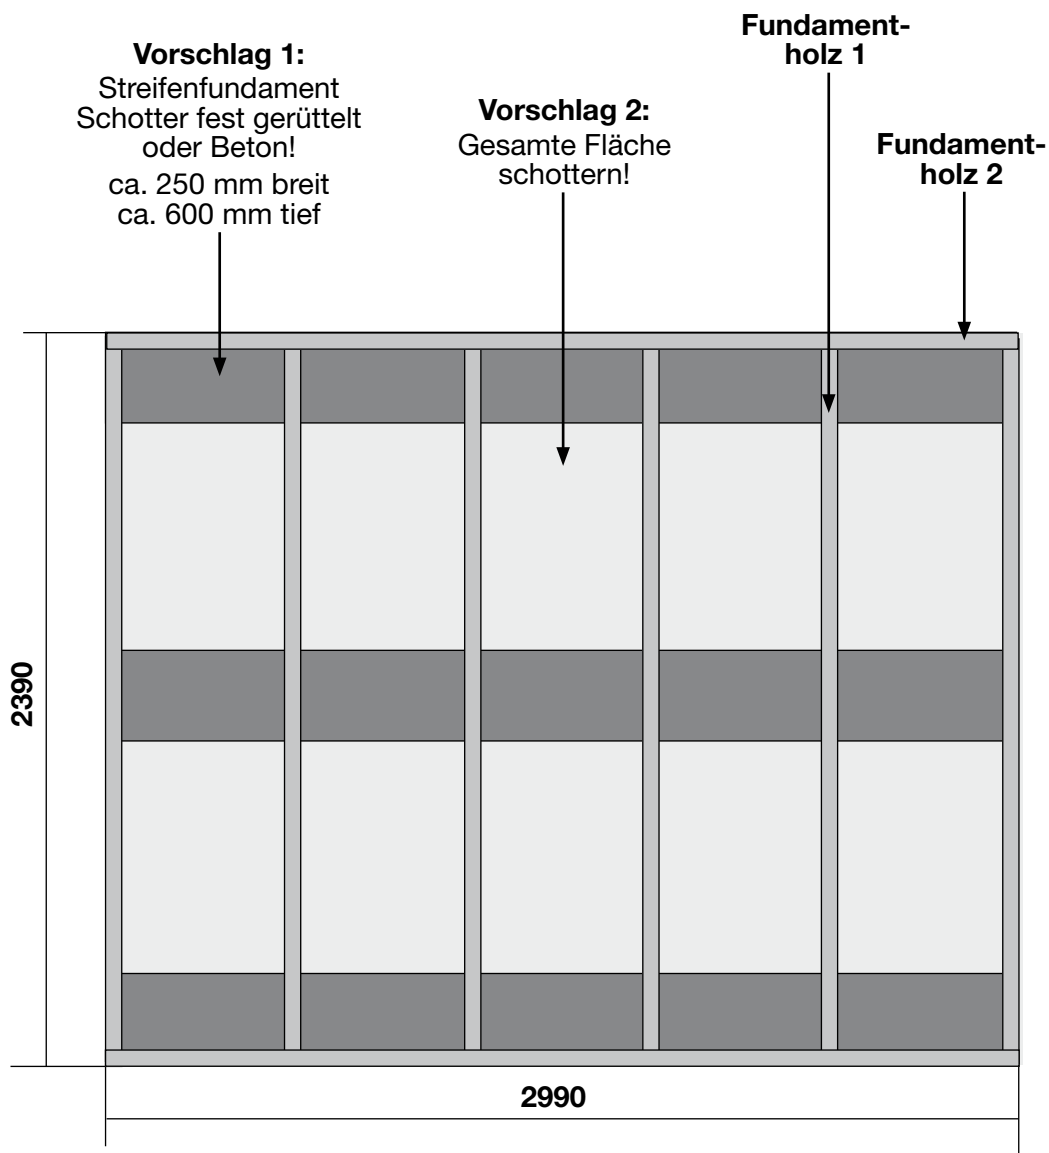 Vorschlag 1:
Streifenfundament
Schotter fest gerüttelt
oder Beton!
ca. 250 mm breit
ca. 600 mm tief
Vorschlag 2:
Gesamte Fläche
schottern!
Fundament-
holz 1
Fundament-
holz 2
2390
2990